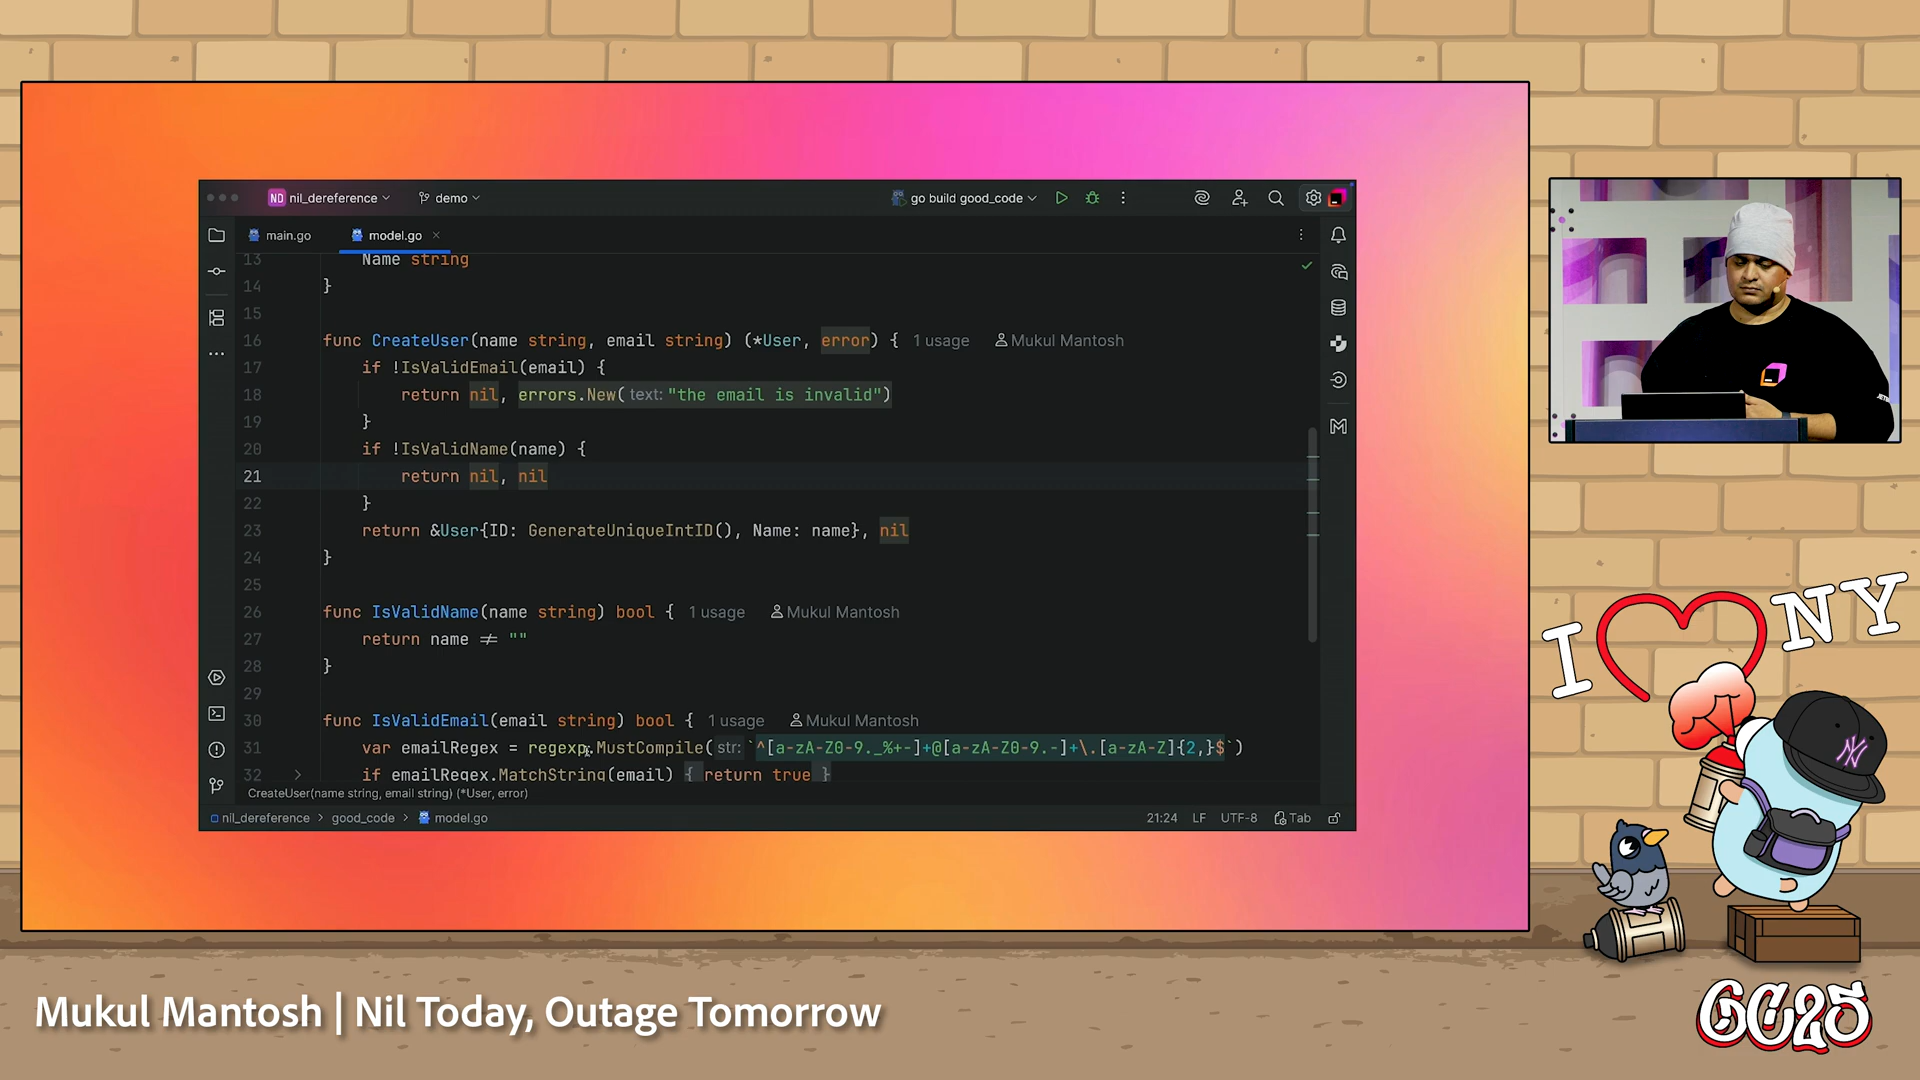 ND nil_dereference
demo
go build good_code
main.go
model.go
13 Name string
14 }
15
16 func CreateUser(name string, email string) (*User, error) { 1 usage Mukul Mantosh
17 if !IsValidEmail(email) {
18 return nil, errors.New(text: "the email is invalid")
19 }
20 if !IsValidName(name) {
21 return nil, nil
22 }
23 return &User{ID: GenerateUniqueIntID(), Name: name}, nil
24 }
25
26 func IsValidName(name string) bool { 1 usage Mukul Mantosh
27 return name ≠ ""
28 }
29
30 func IsValidEmail(email string) bool { 1 usage Mukul Mantosh
31 var emailRegex = regexp.MustCompile(str: `^[a-zA-Z0-9._%+-]+@[a-zA-Z0-9.-]+\.[a-zA-Z]{2,}$`)
32 if emailRegex.MatchString(email) { return true }
CreateUser(name string, email string) (*User, error)
nil_dereference > good_code > model.go
21:24 LF UTF-8 Tab
I NY
NY
GC25
Mukul Mantosh | Nil Today, Outage Tomorrow